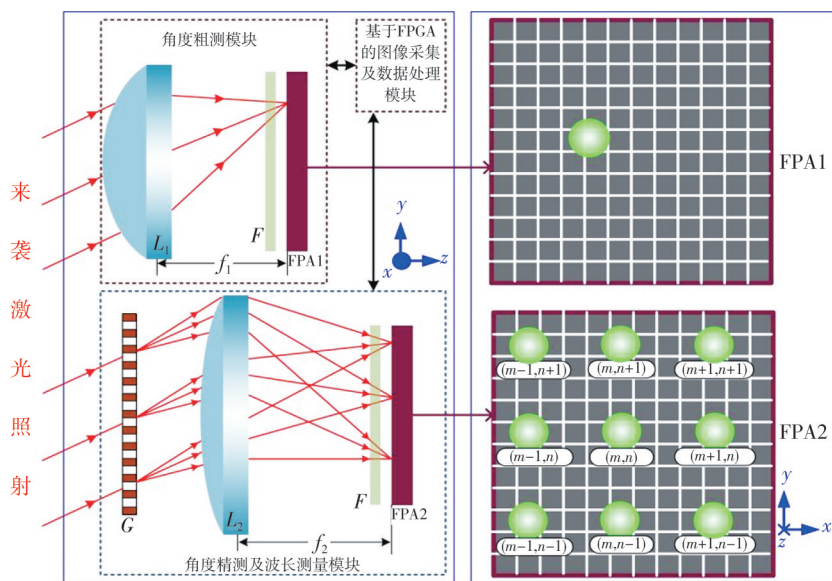 角度粗测模块
基于FPGA
的图像采集
及数据处理
模块
来袭激光照射
L₁
f₁
F
FPA1
y
x
z
FPA1
G
L₂
f₂
F
FPA2
角度精测及波长测量模块
(m-1,n+1)
(m,n+1)
(m+1,n+1)
(m-1,n)
(m,n)
(m+1,n)
(m-1,n-1)
(m,n-1)
(m+1,n-1)
FPA2
y
z
x